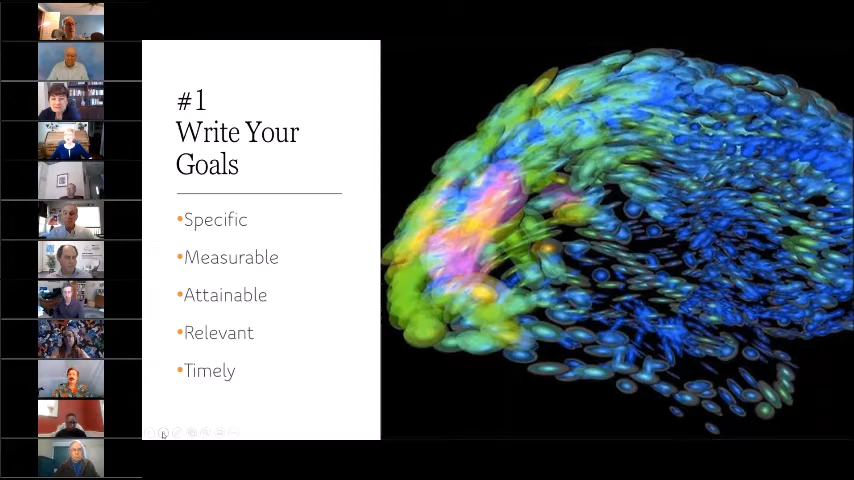 #1
Write Your
Goals
•Specific
•Measurable
•Attainable
•Relevant
•Timely